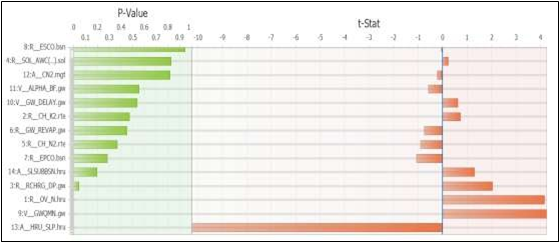 P-Value
t-Stat
0 0.1 0.2 0.3 0.4 0.5 0.6 0.7 0.8 0.9 1
-10 -9 -8 -7 -6 -5 -4 -3 -2 -1 0 1 2 3 4
8:R__ESCO.bsn
4:R__SOL_AWC(..).sol
12:A__CN2.mgt
11:V__ALPHA_BF.gw
10:V__GW_DELAY.gw
2:R__CH_K2.rte
6:R__GW_REVAP.gw
5:R__CH_N2.rte
7:R__EPCO.bsn
14:A__SLSUBBSN.hru
3:R__RCHRG_DP.gw
1:R__OV_N.hru
9:V__GWQMN.gw
13:A__HRU_SLP.hru